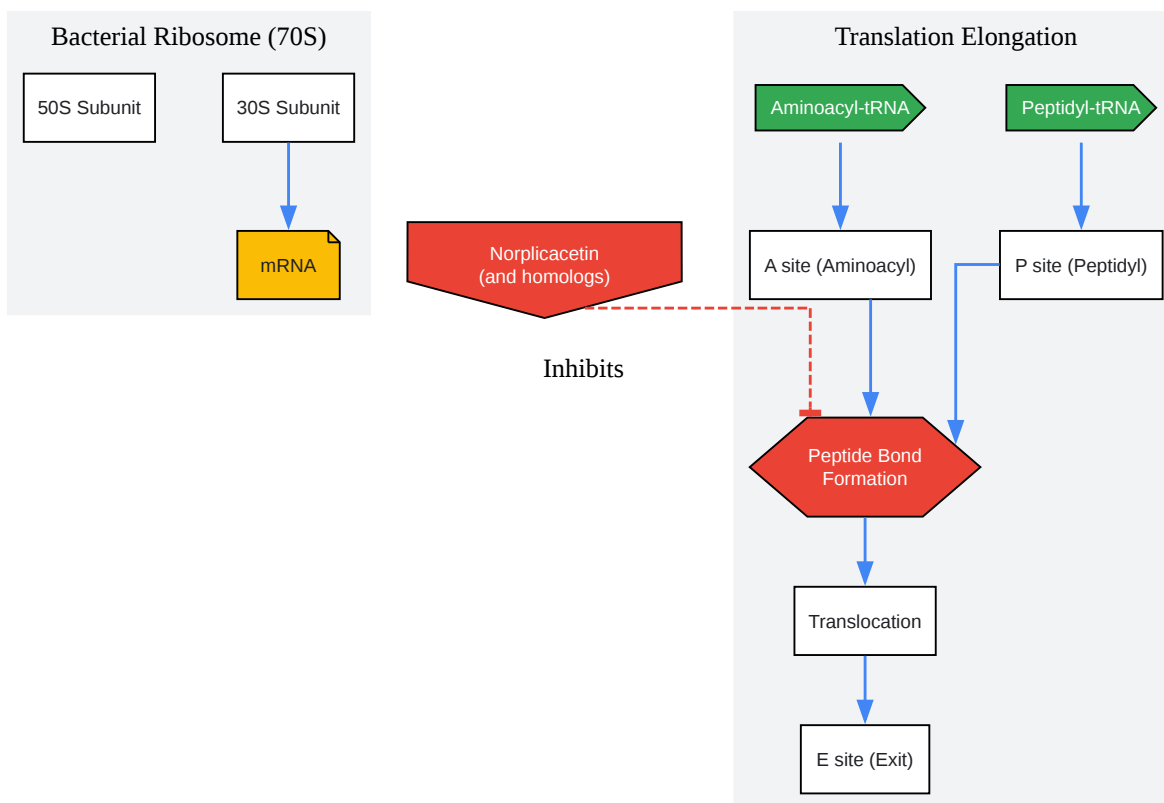 Bacterial Ribosome (70S)
50S Subunit
30S Subunit
mRNA
Norplicacetin
(and homologs)
Inhibits
Translation Elongation
Aminoacyl-tRNA
Peptidyl-tRNA
A site (Aminoacyl)
P site (Peptidyl)
Peptide Bond
Formation
Translocation
E site (Exit)